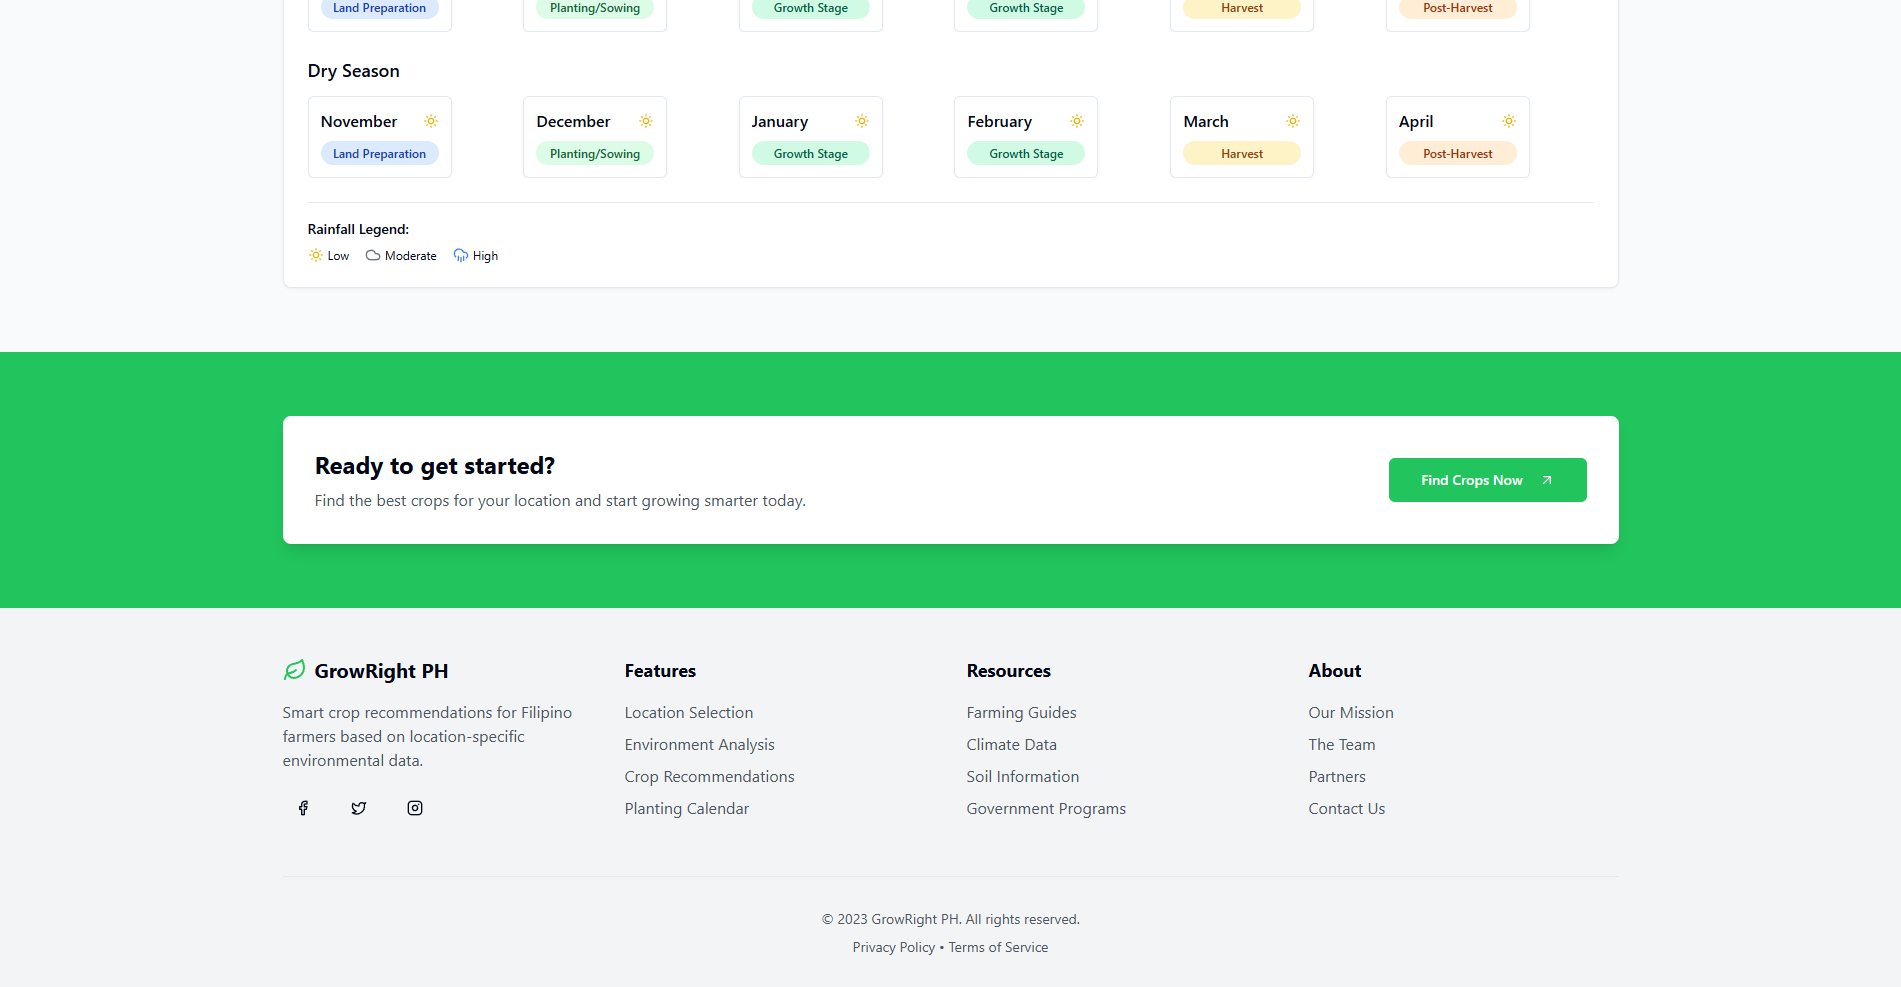 Land Preparation Planting/Sowing Growth Stage Growth Stage Harvest Post-Harvest
Dry Season
November December January February March April
Land Preparation Planting/Sowing Growth Stage Growth Stage Harvest Post-Harvest
Rainfall Legend:
Low Moderate High
Ready to get started?
Find the best crops for your location and start growing smarter today.
Find Crops Now
GrowRight PH
Smart crop recommendations for Filipino
farmers based on location-specific
environmental data.
Features
Location Selection
Environment Analysis
Crop Recommendations
Planting Calendar
Resources
Farming Guides
Climate Data
Soil Information
Government Programs
About
Our Mission
The Team
Partners
Contact Us
© 2023 GrowRight PH. All rights reserved.
Privacy Policy • Terms of Service